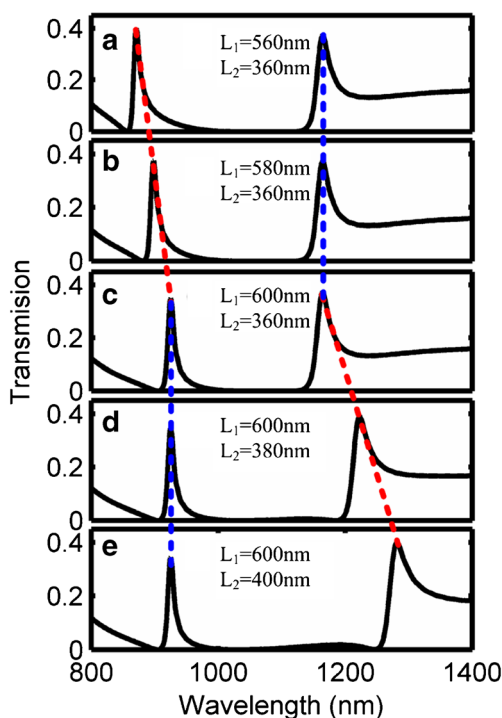 Transmission
0.4
0.2
0
a
L₁=560nm
L₂=360nm
0.4
0.2
0
b
L₁=580nm
L₂=360nm
0.4
0.2
0
c
L₁=600nm
L₂=360nm
0.4
0.2
0
d
L₁=600nm
L₂=380nm
0.4
0.2
0
e
L₁=600nm
L₂=400nm
800 1000 1200 1400
Wavelength (nm)